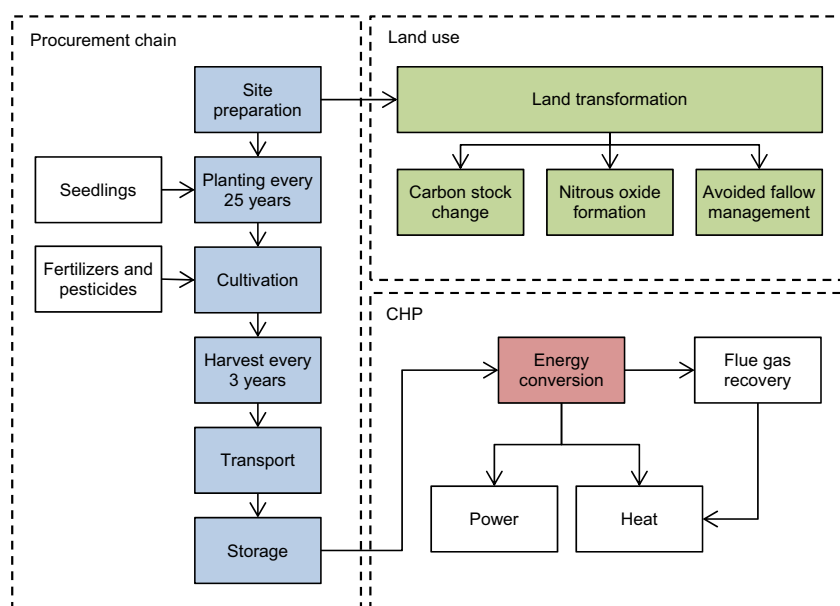 Procurement chain
Site
preparation
Seedlings
Planting every
25 years
Fertilizers and
pesticides
Cultivation
Harvest every
3 years
Transport
Storage
Land use
Land transformation
Carbon stock
change
Nitrous oxide
formation
Avoided fallow
management
CHP
Energy
conversion
Flue gas
recovery
Power
Heat